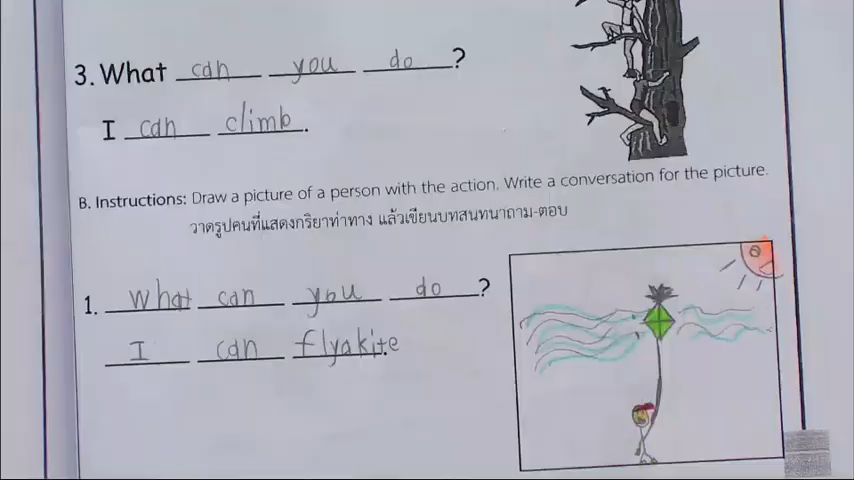 3. What can you do ?
I can climb.
B. Instructions: Draw a picture of a person with the action. Write a conversation for the picture.
วาดรูปคนที่แสดงกริยาท่าทาง แล้วเขียนบทสนทนาถาม-ตอบ
1. What can you do ?
I can flyakite.